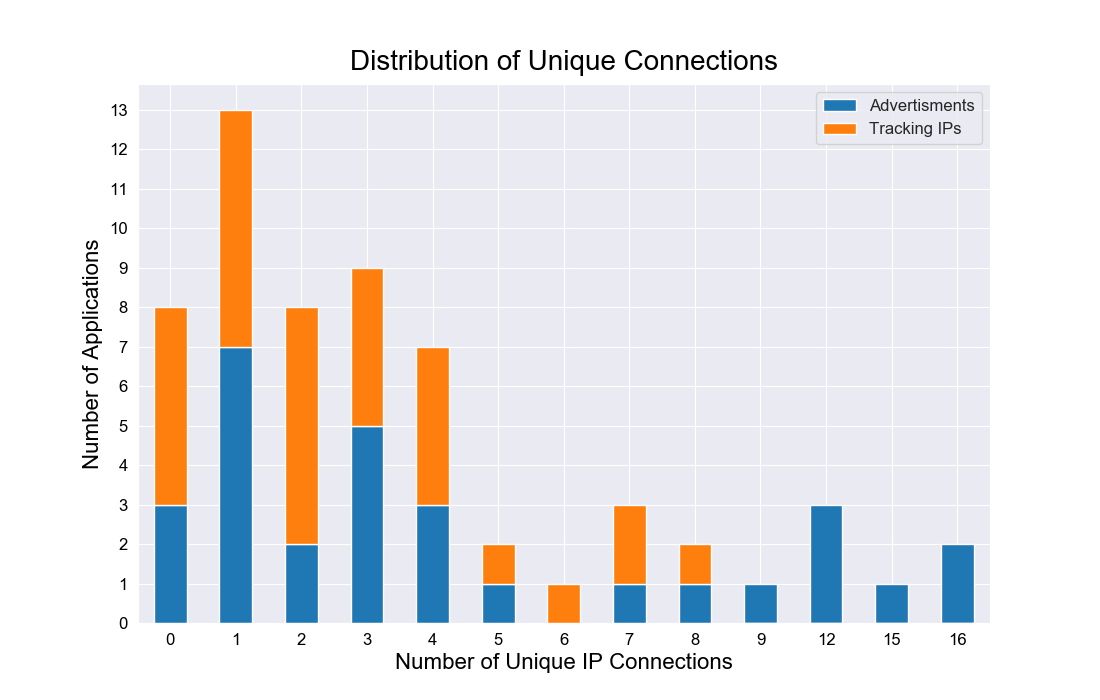 Distribution of Unique Connections
Advertisments
Tracking IPs
Number of Applications
13
12
11
10
9
8
7
6
5
4
3
2
1
0
0 1 2 3 4 5 6 7 8 9 12 15 16
Number of Unique IP Connections